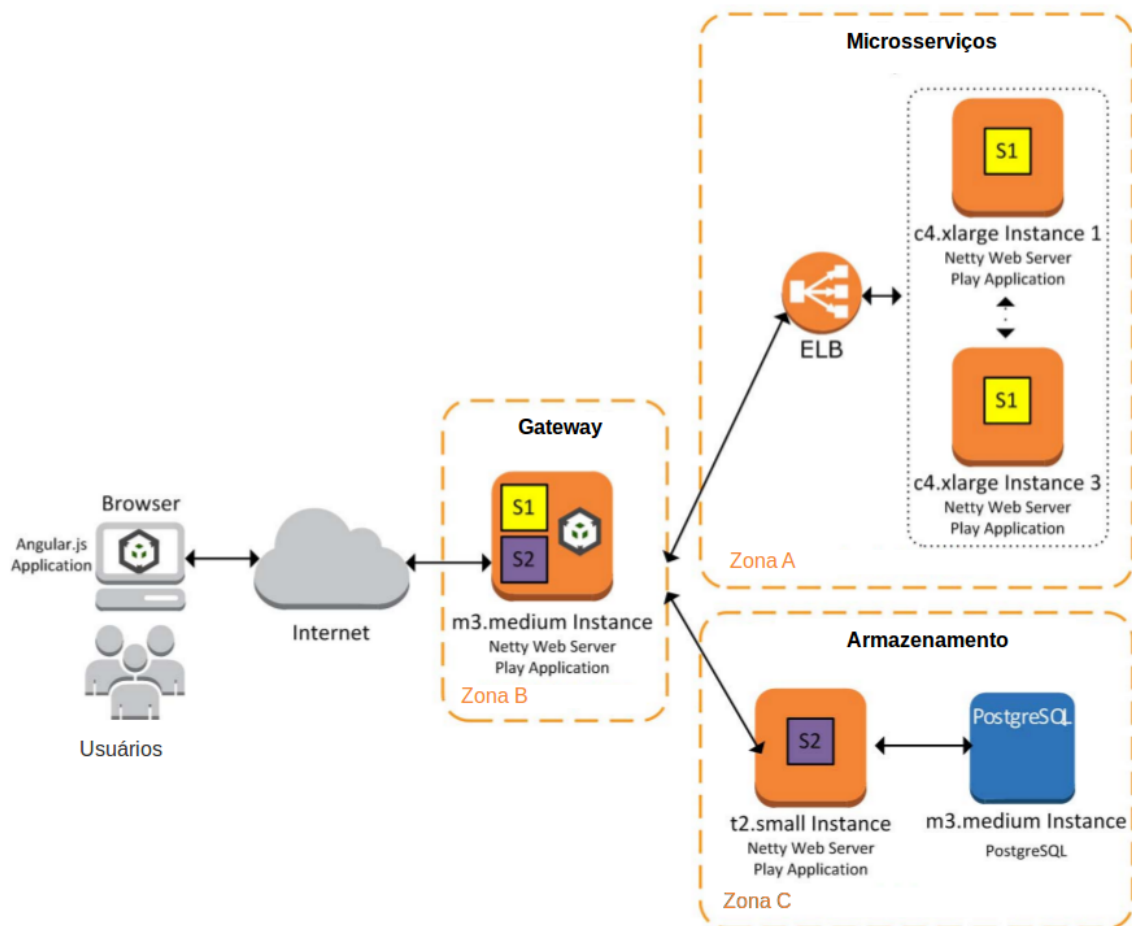 Microsserviços
S1
c4.xlarge Instance 1
Netty Web Server
Play Application
ELB
S1
c4.xlarge Instance 3
Netty Web Server
Play Application
Zona A
Gateway
S1
S2
m3.medium Instance
Netty Web Server
Play Application
Zona B
Browser
Angular.js
Application
Internet
Usuários
Armazenamento
S2
PostgreSQL
t2.small Instance
Netty Web Server
Play Application
m3.medium Instance
PostgreSQL
Zona C